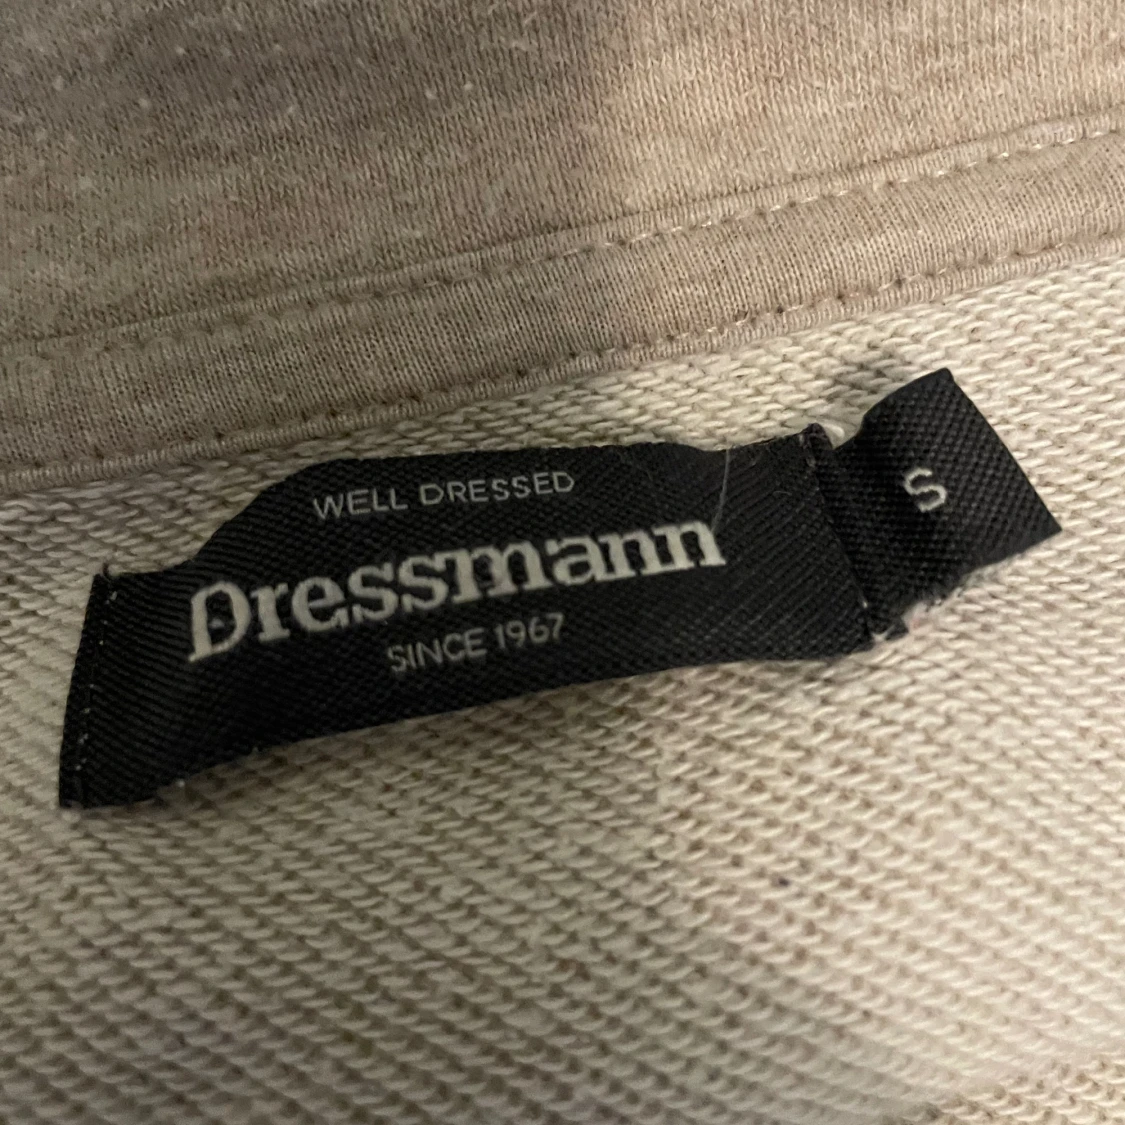 WELL DRESSED
Dressmann
SINCE 1967
S